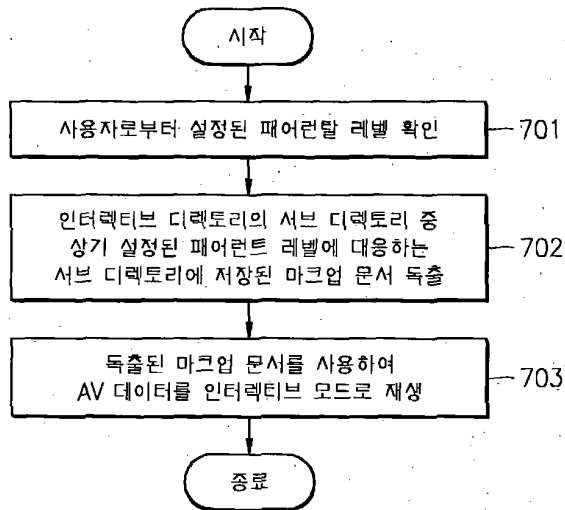 시작
사용자로부터 설정된 패어런탈 레벨 확인
701
인터렉티브 디렉토리의 서브 디렉토리 중
상기 설정된 패어런트 레벨에 대응하는
서브 디렉토리에 저장된 마크업 문서 독출
702
독출된 마크업 문서를 사용하여
AV 데이터를 인터렉티브 모드로 재생
703
종료